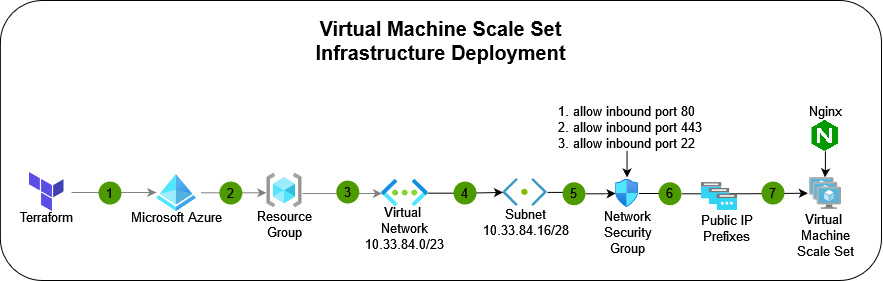 Virtual Machine Scale Set
Infrastructure Deployment
1. allow inbound port 80
2. allow inbound port 443
3. allow inbound port 22
Nginx
N
1
2
3
4
5
6
7
Terraform
Microsoft Azure
Resource
Group
Virtual
Network
10.33.84.0/23
Subnet
10.33.84.16/28
Network
Security
Group
Public IP
Prefixes
Virtual
Machine
Scale Set